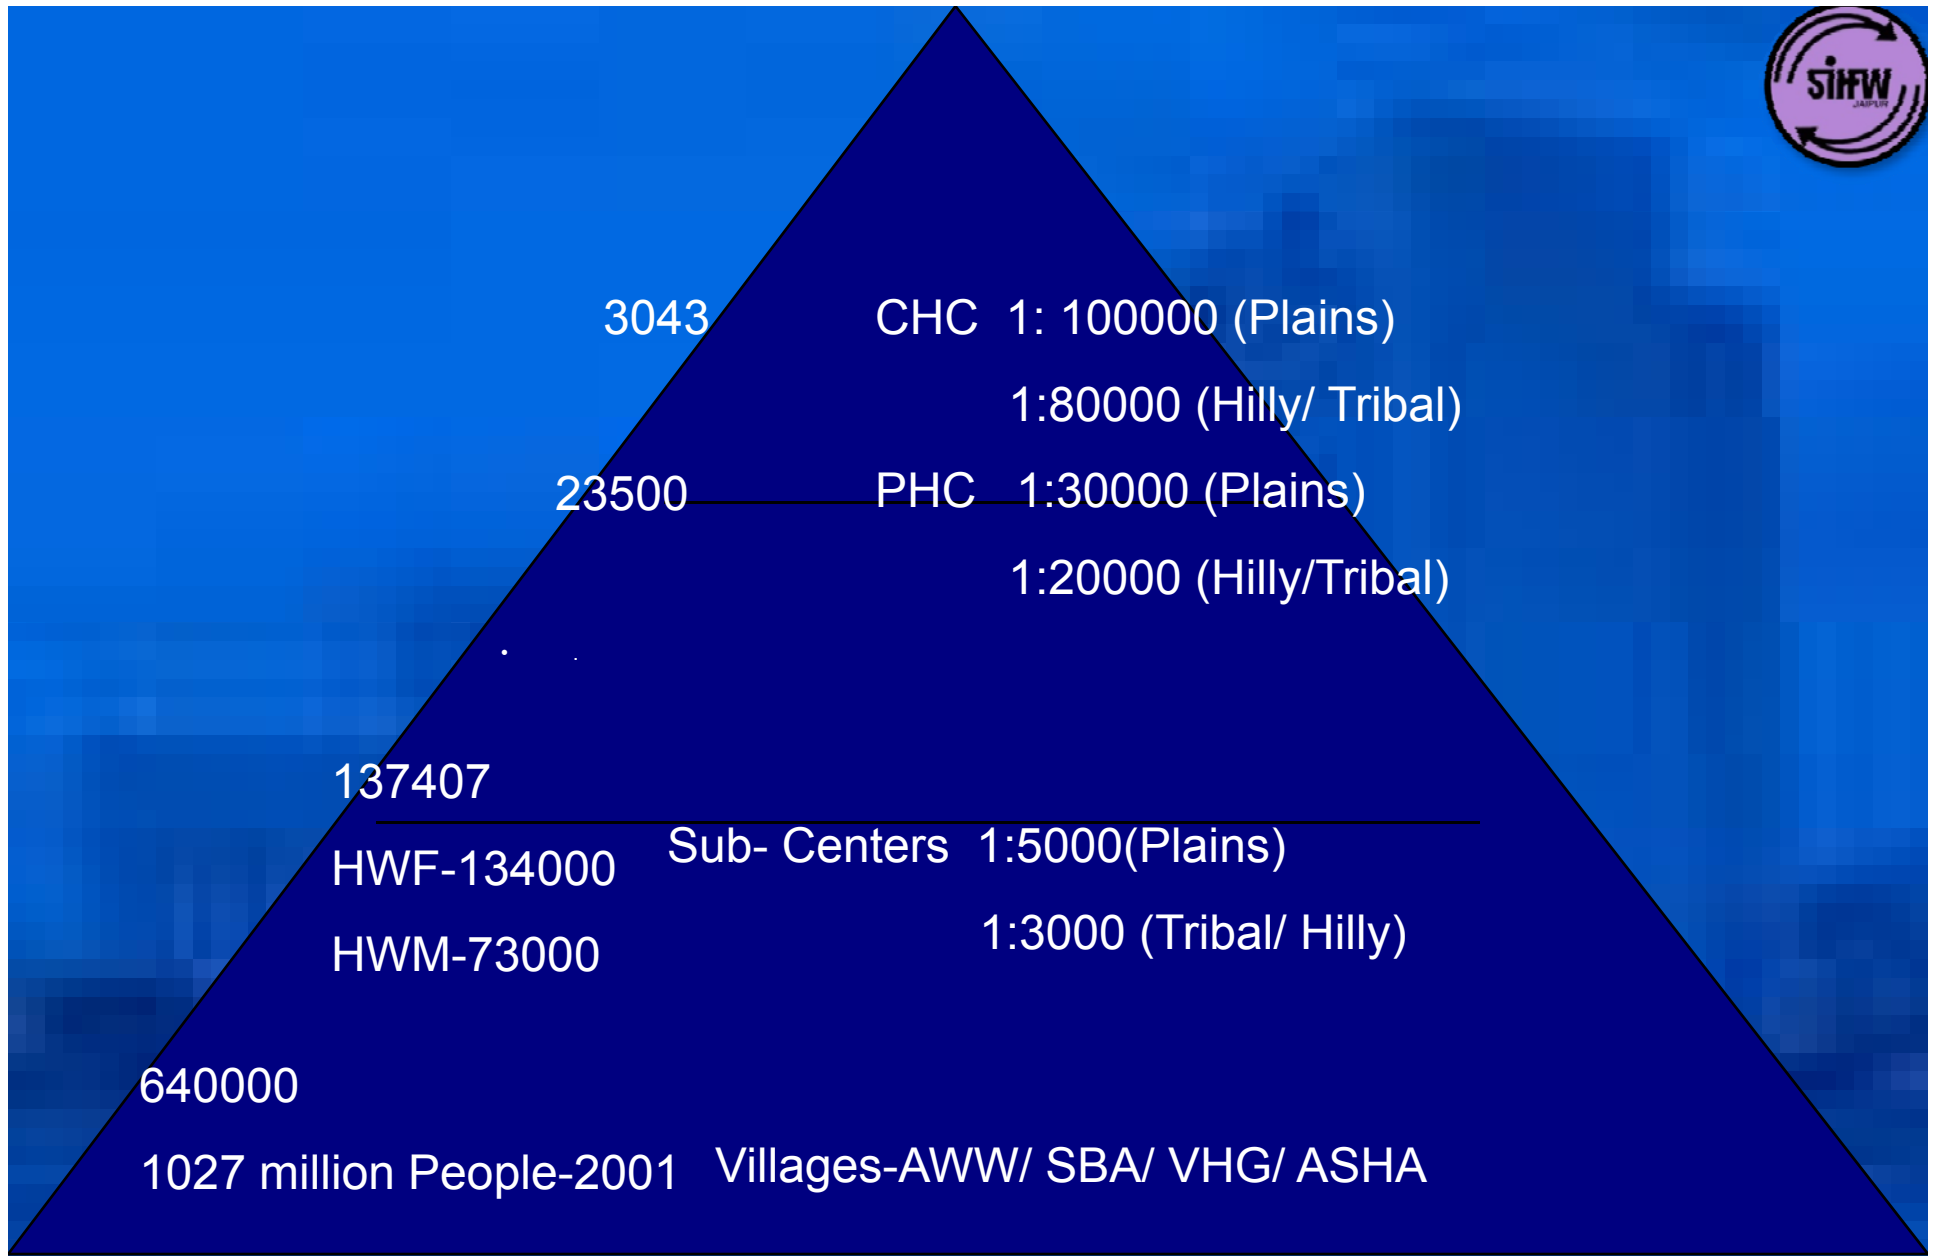 SIHFW
JAIPUR
3043 CHC 1: 100000 (Plains)
1:80000 (Hilly/ Tribal)
23500 PHC 1:30000 (Plains)
1:20000 (Hilly/Tribal)
137407
Sub- Centers 1:5000(Plains)
HWF-134000
1:3000 (Tribal/ Hilly)
HWM-73000
640000
1027 million People-2001 Villages-AWW/ SBA/ VHG/ ASHA